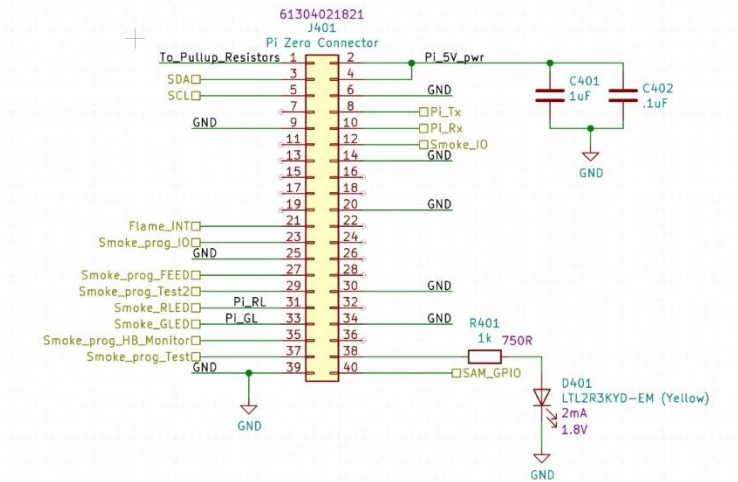 61304021821
J401
Pi Zero Connector
To_Pullup_Resistors 1 2 Pi_5V_pwr
SDA 3 4
SCL 5 6 GND
7 8 Pi_Tx
GND 9 10 Pi_Rx
11 12 Smoke_IO
13 14 GND
15 16
17 18
19 20 GND
Flame_INT 21 22
Smoke_prog_IO 23 24
GND 25 26
Smoke_prog_FEED 27 28
Smoke_prog_Test2 29 30 GND
Smoke_RLED Pi_RL 31 32
Smoke_GLED Pi_GL 33 34 GND
Smoke_prog_HB_Monitor 35 36
Smoke_prog_Test 37 38
GND 39 40 SAM_GPIO
GND
C401
1uF
C402
.1uF
GND
R401
1k 750R
D401
LTL2R3KYD-EM (Yellow)
2mA
1.8V
GND